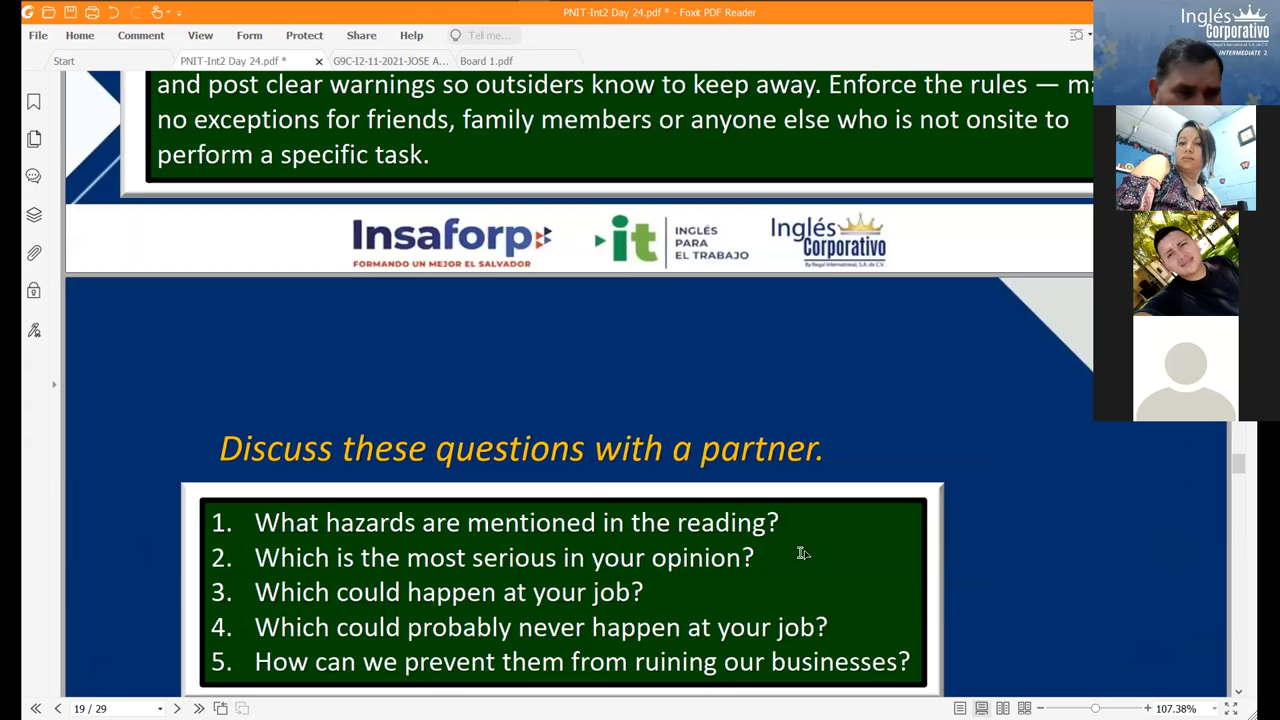 PNIT-Int2 Day 24.pdf * - Foxit PDF Reader
File Home Comment View Form Protect Share Help Tell me...
Start PNIT-Int2 Day 24.pdf * G9C-I2-11-2021-JOSE A... Board 1.pdf
Inglés
Corporativo
By Regal International, S.A. de C.V.
INTERMEDIATE 2
and post clear warnings so outsiders know to keep away. Enforce the rules —
no exceptions for friends, family members or anyone else who is not onsite to
perform a specific task.
Insaforp
FORMANDO UN MEJOR EL SALVADOR
it
INGLÉS
PARA
EL TRABAJO
Inglés
Corporativo
By Regal International, S.A. de C.V.
Discuss these questions with a partner.
1. What hazards are mentioned in the reading?
2. Which is the most serious in your opinion?
3. Which could happen at your job?
4. Which could probably never happen at your job?
5. How can we prevent them from ruining our businesses?
19 / 29
107.38%